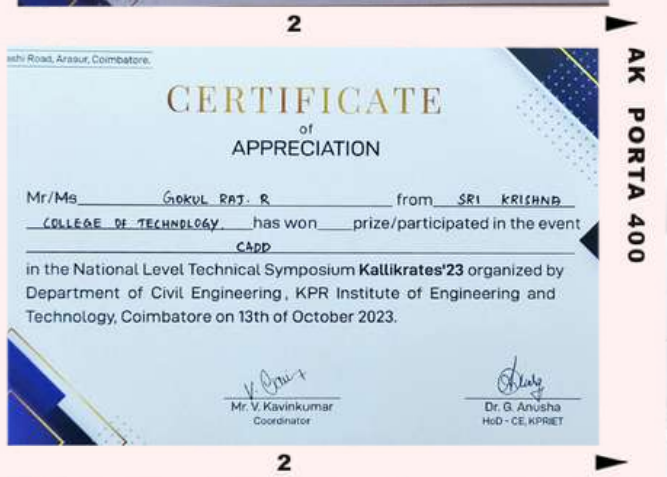 2
Road, Arasur, Coimbatore.
CERTIFICATE
of
APPRECIATION
Mr/Ms GOKUL RAJ. R from SRI KRISHNA
COLLEGE OF TECHNOLOGY. has won prize/participated in the event
CADD
in the National Level Technical Symposium Kallikrates'23 organized by
Department of Civil Engineering, KPR Institute of Engineering and
Technology, Coimbatore on 13th of October 2023.
Mr. V. Kavinkumar
Coordinator
Dr. G. Anusha
HoD - CE, KPRIET
2
AK PORTA 400